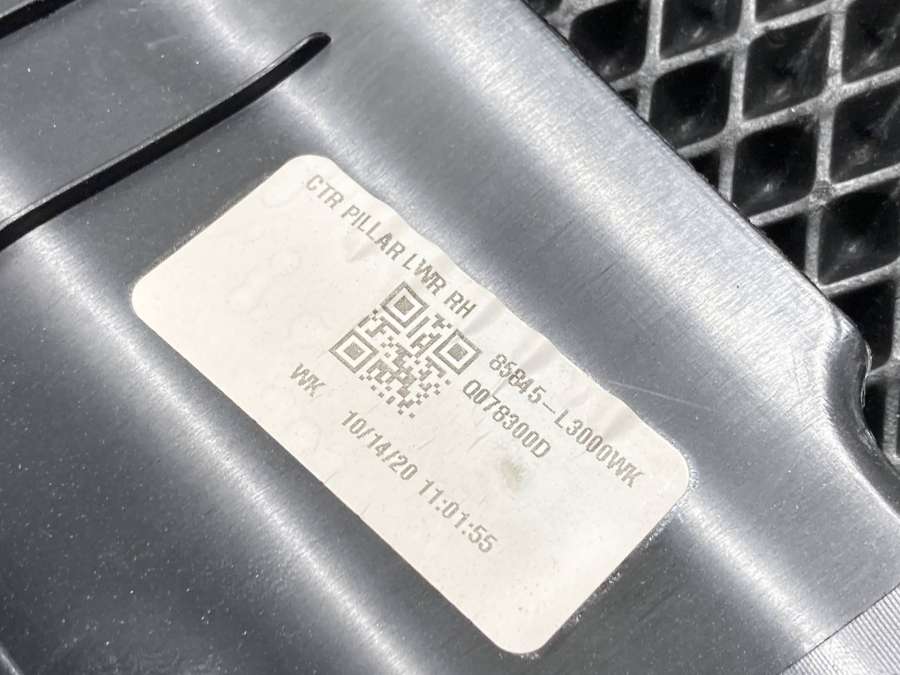 CTR PILLAR LWR RH
85845-L3000WK
Q078300D
WK
10/14/20 11:01:55